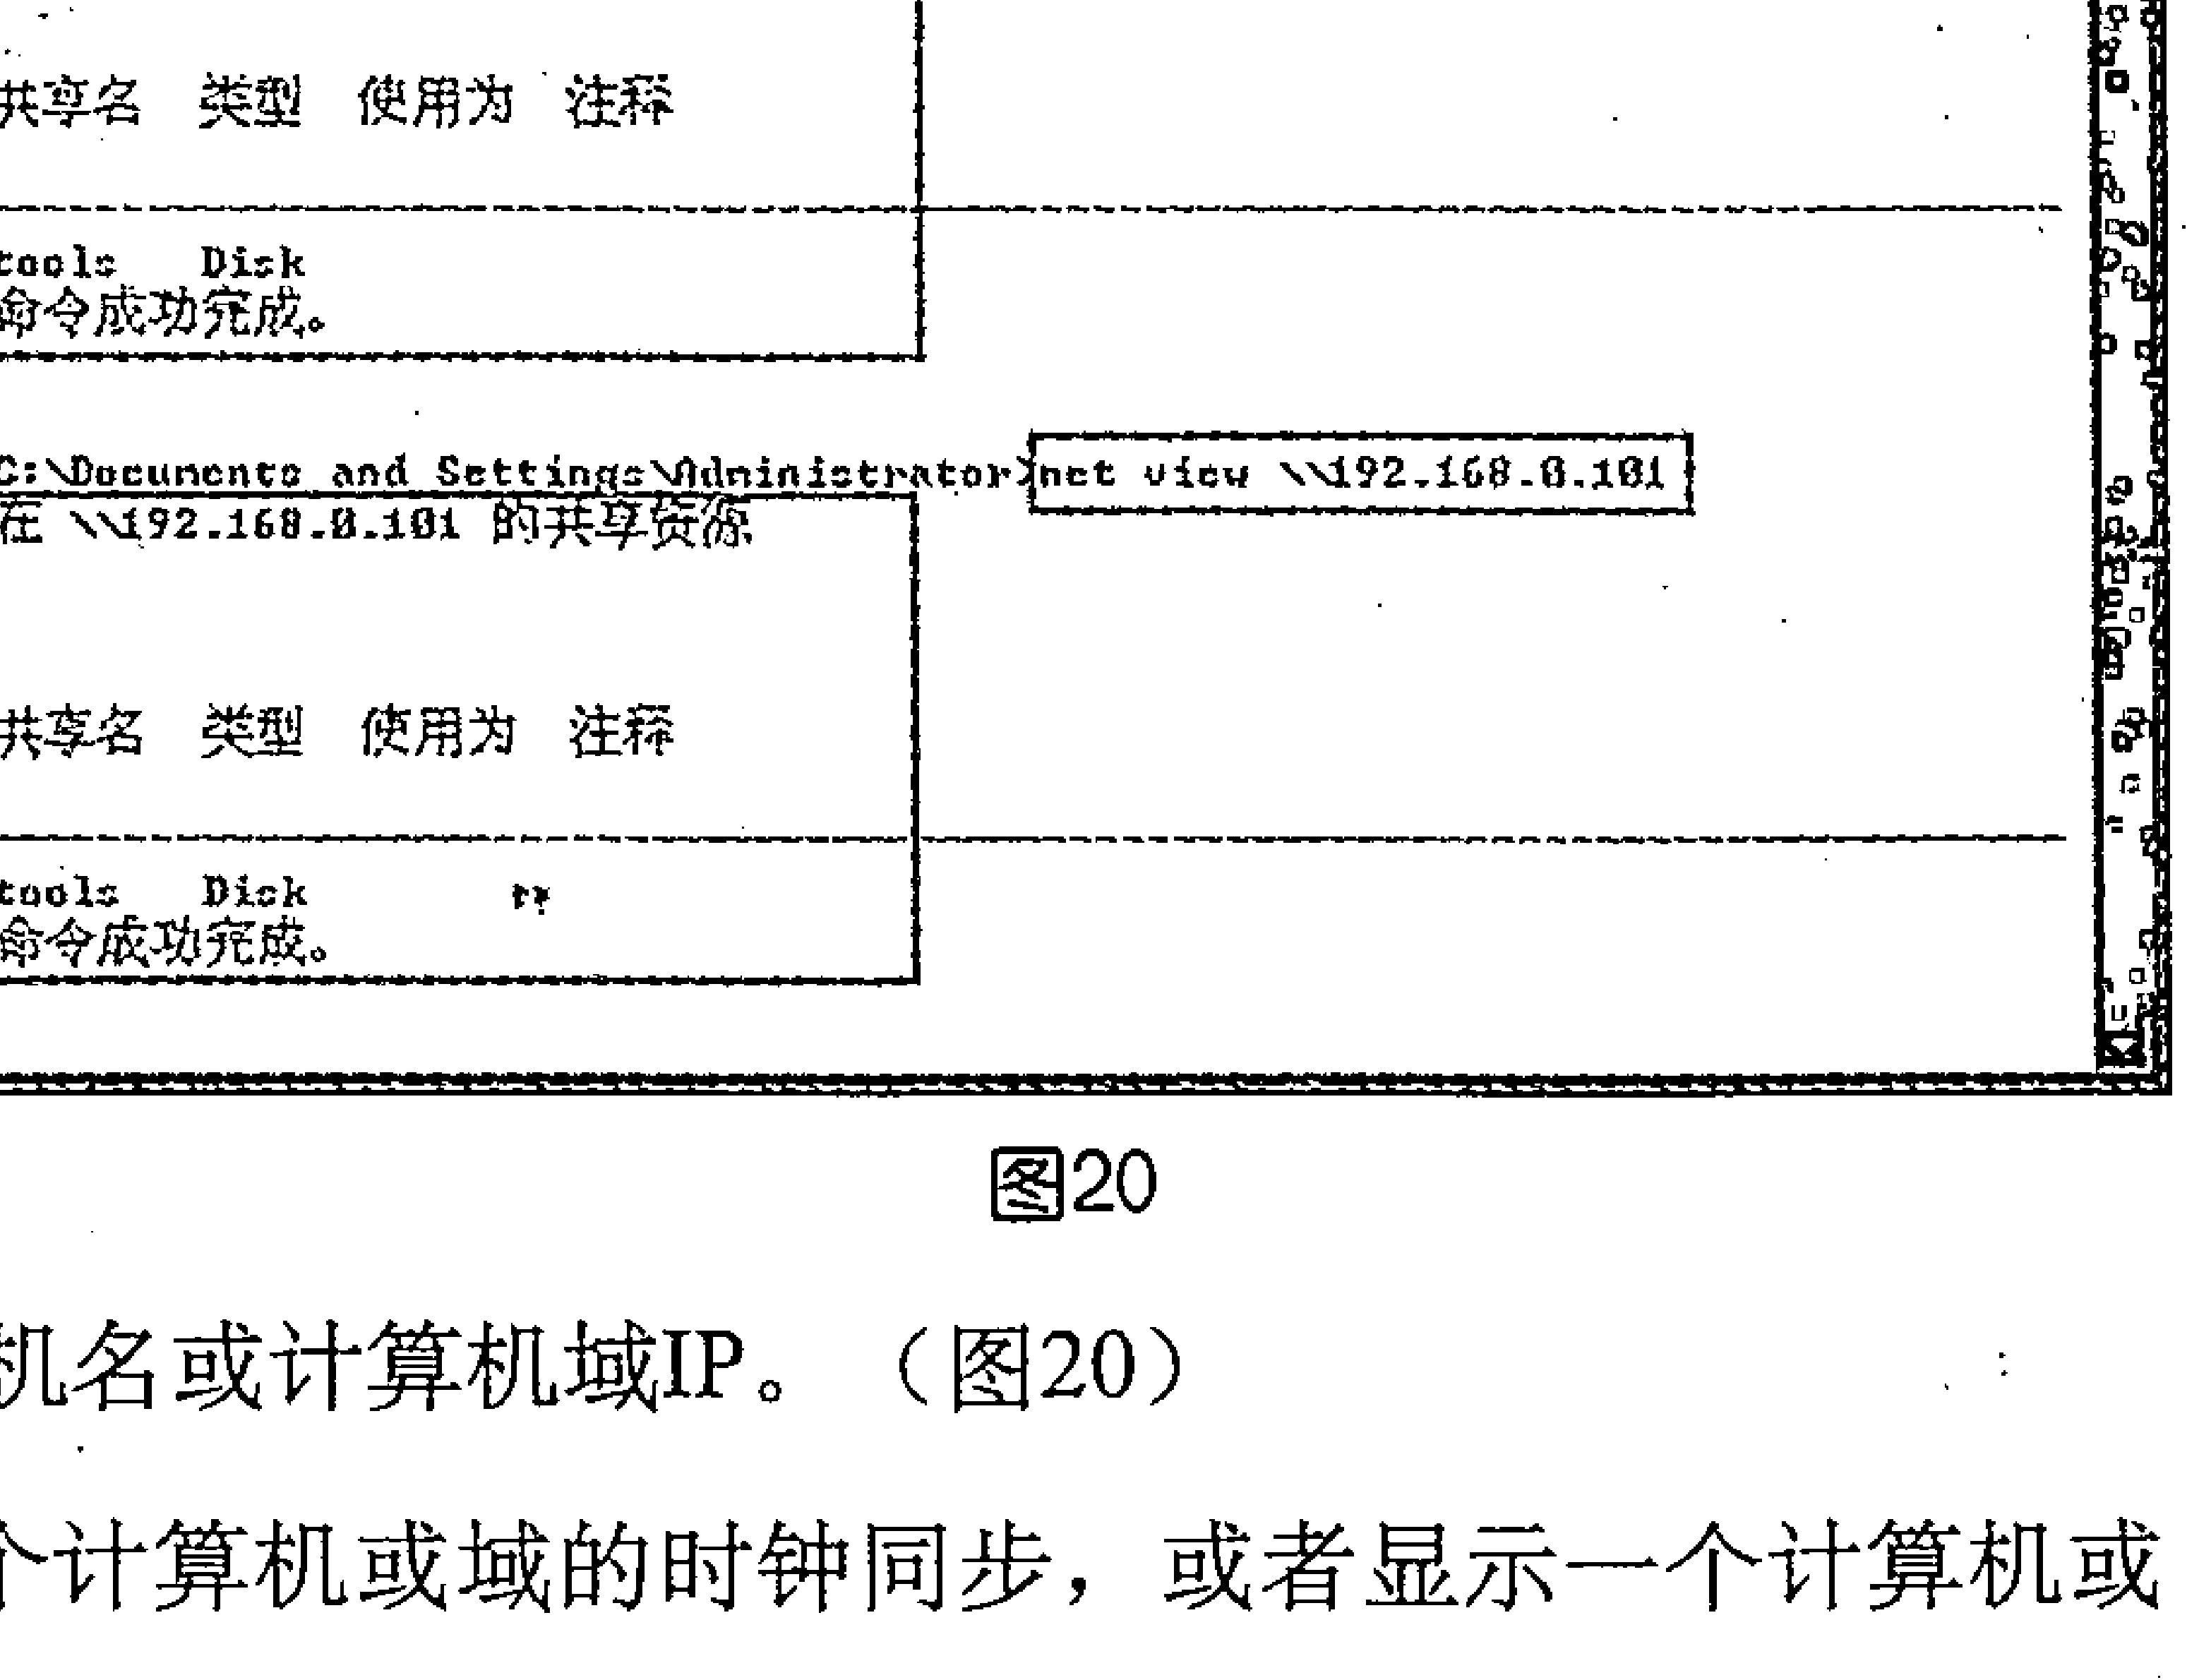 共享名 类型 使用为 注释
tools Disk
命令成功完成。
C:\Documents and Settings\Administrator>net view \\192.168.0.101
在 \\192.168.0.101 的共享资源
共享名 类型 使用为 注释
tools Disk
命令成功完成。
图20
机名或计算机域IP。（图20）
个计算机或域的时钟同步，或者显示一个计算机或